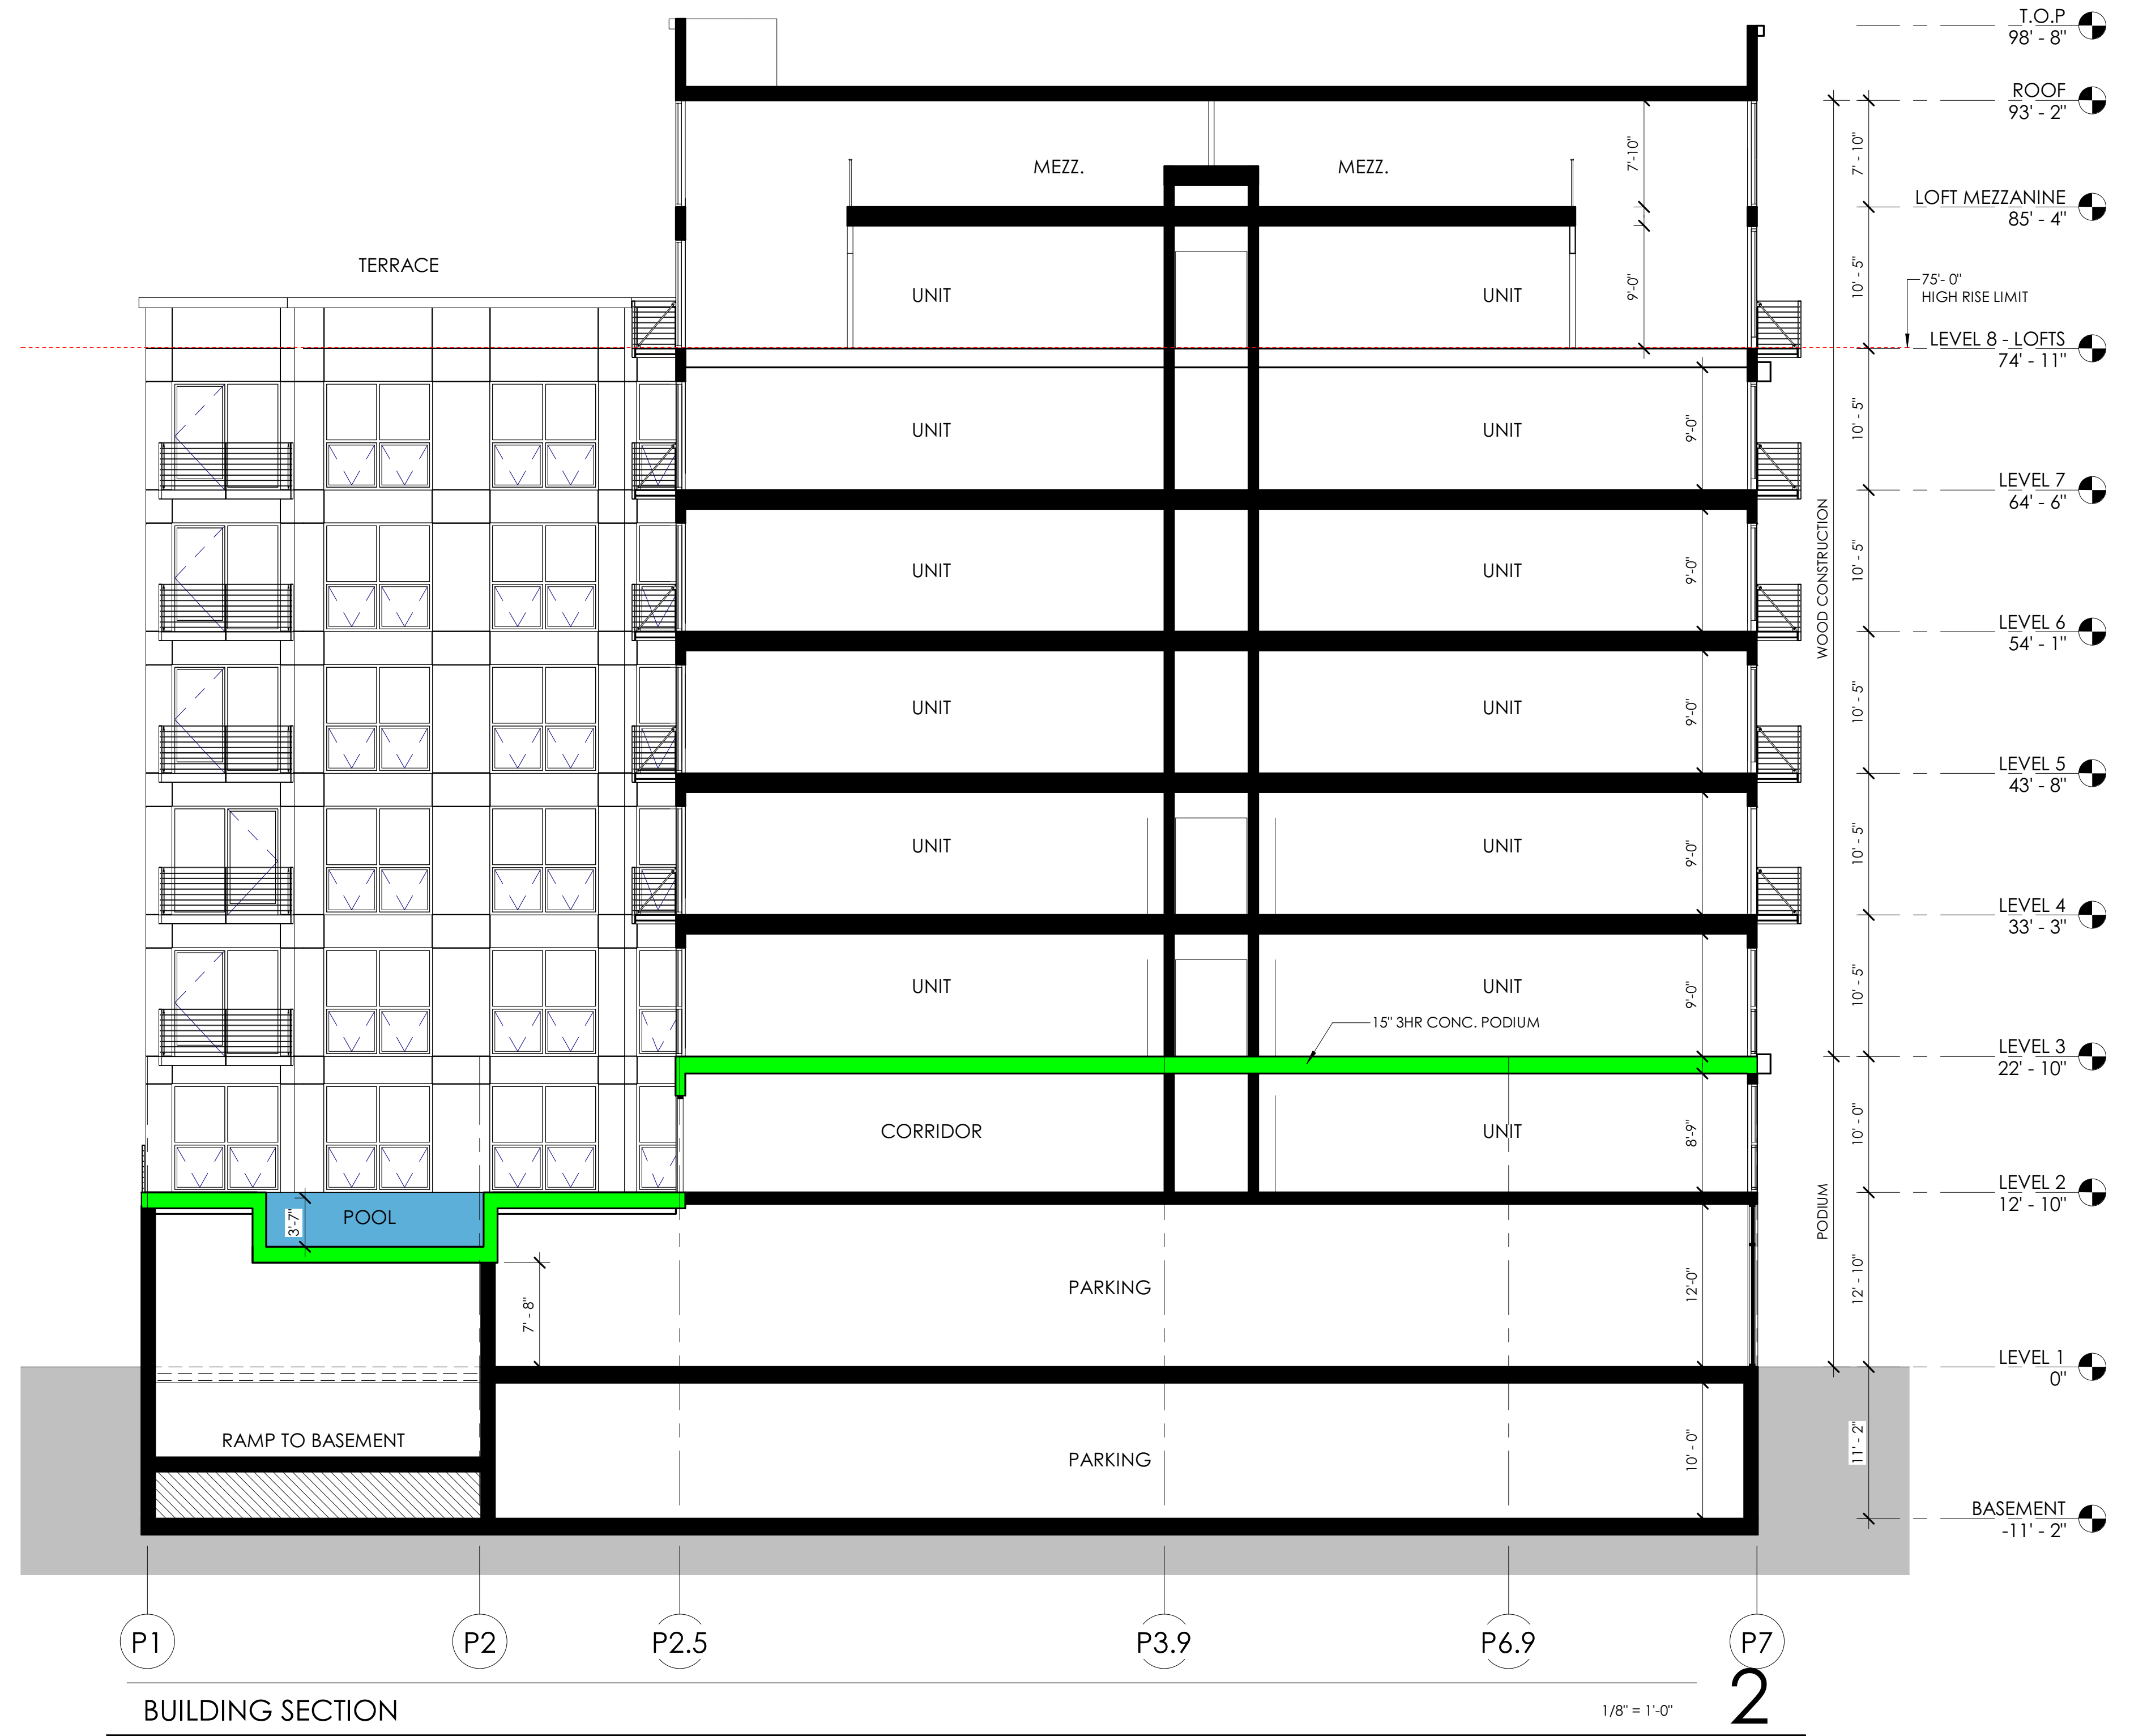 T.O.P
98' - 8"
ROOF
93' - 2"
7'-10"
7' - 10"
MEZZ.
MEZZ.
LOFT MEZZANINE
85' - 4"
TERRACE
UNIT
UNIT
9'-0"
10' - 5"
75'- 0"
HIGH RISE LIMIT
LEVEL 8 - LOFTS
74' - 11"
UNIT
UNIT
9'-0"
10' - 5"
LEVEL 7
64' - 6"
WOOD CONSTRUCTION
UNIT
UNIT
9'-0"
10' - 5"
LEVEL 6
54' - 1"
UNIT
UNIT
9'-0"
10' - 5"
LEVEL 5
43' - 8"
UNIT
UNIT
9'-0"
10' - 5"
LEVEL 4
33' - 3"
UNIT
UNIT
9'-0"
10' - 5"
15" 3HR CONC. PODIUM
LEVEL 3
22' - 10"
CORRIDOR
UNIT
8'-9"
10' - 0"
LEVEL 2
12' - 10"
PODIUM
POOL
3'-7"
PARKING
7' - 8"
12'-0"
12' - 10"
LEVEL 1
0"
RAMP TO BASEMENT
PARKING
10' - 0"
11' - 2"
BASEMENT
-11' - 2"
P1
P2
P2.5
P3.9
P6.9
P7
BUILDING SECTION
1/8" = 1'-0"
2